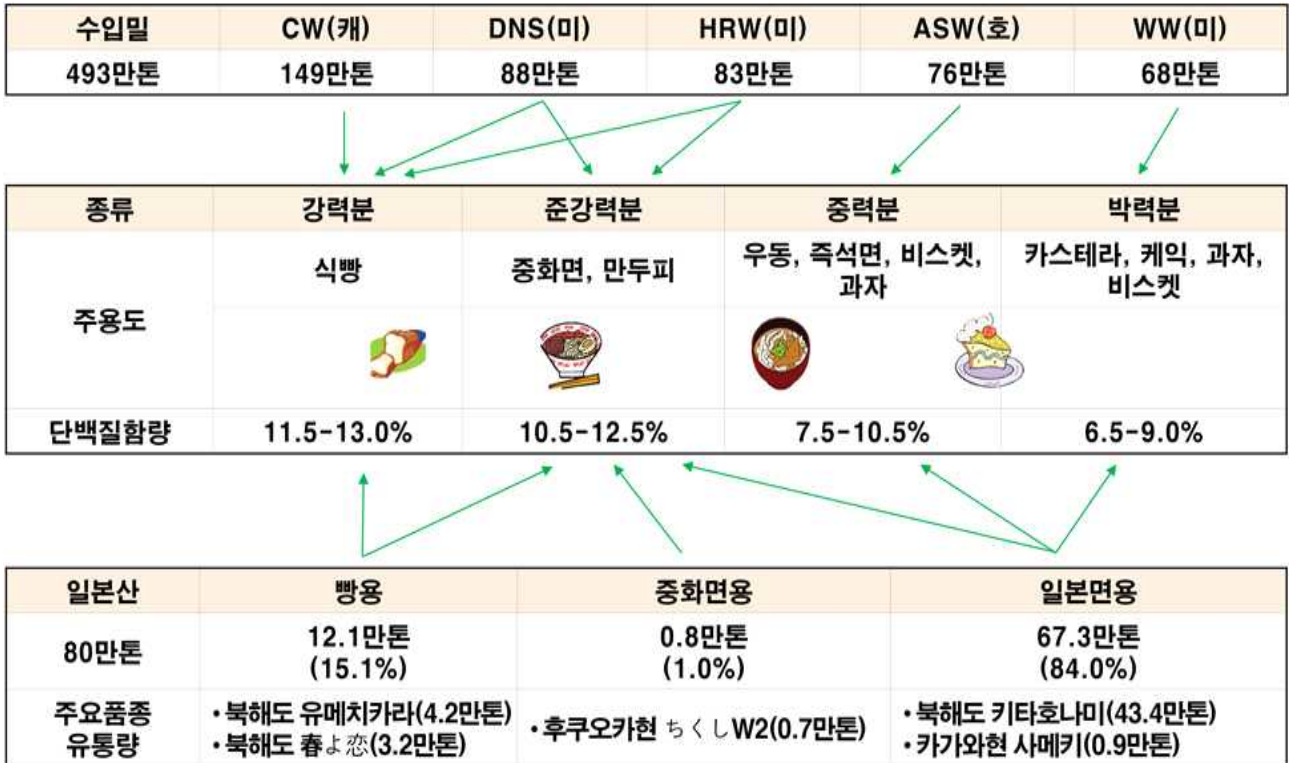 수입밀 CW(캐) DNS(미) HRW(미) ASW(호) WW(미)
493만톤 149만톤 88만톤 83만톤 76만톤 68만톤
종류 강력분 준강력분 중력분 박력분
주용도 식빵 중화면, 만두피 우동, 즉석면, 비스켓, 과자 카스테라, 케익, 과자, 비스켓
단백질함량 11.5-13.0% 10.5-12.5% 7.5-10.5% 6.5-9.0%
일본산 빵용 중화면용 일본면용
80만톤 12.1만톤 (15.1%) 0.8만톤 (1.0%) 67.3만톤 (84.0%)
주요품종 유통량
• 북해도 유메치카라(4.2만톤)
• 북해도 春よ恋(3.2만톤)
• 후쿠오카현 ちくしW2(0.7만톤)
• 북해도 키타호나미(43.4만톤)
• 카가와현 사메키(0.9만톤)